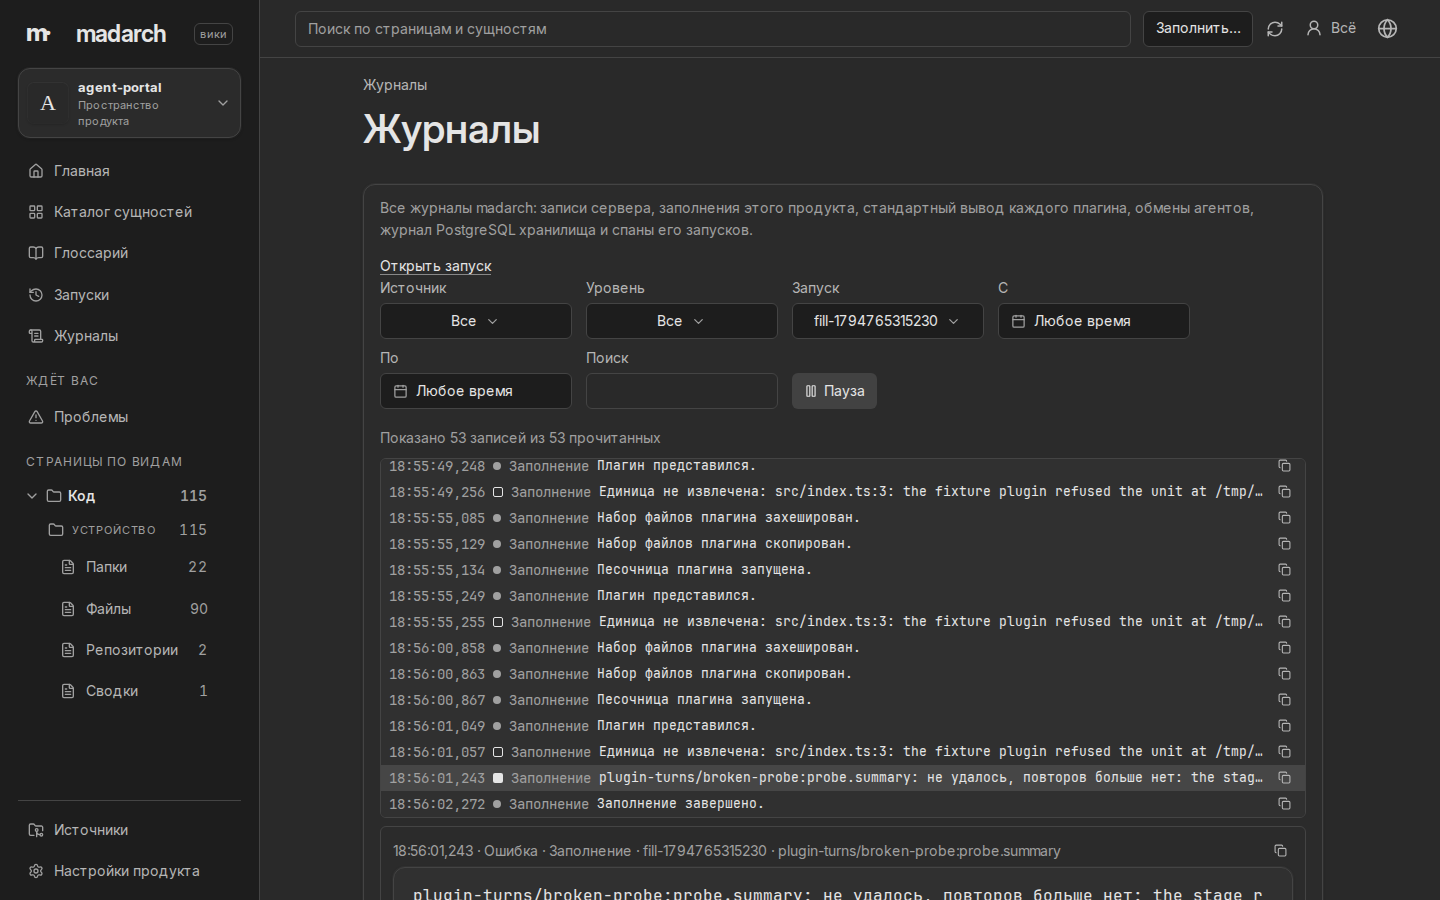 madarch
вики
A
agent-portal
Пространство
продукта
Главная
Каталог сущностей
Глоссарий
Запуски
Журналы
ЖДЁТ ВАС
Проблемы
СТРАНИЦЫ ПО ВИДАМ
Код 115
УСТРОЙСТВО 115
Папки 22
Файлы 90
Репозитории 2
Сводки 1
Источники
Настройки продукта
Поиск по страницам и сущностям
Заполнить...
Всё
Журналы
Журналы
Все журналы madarch: записи сервера, заполнения этого продукта, стандартный вывод каждого плагина, обмены агентов,
журнал PostgreSQL хранилища и спаны его запусков.
Открыть запуск
Источник Уровень Запуск С
Все Все fill-1794765315230 Любое время
По Поиск
Любое время Пауза
Показано 53 записей из 53 прочитанных
18:55:49,248 Заполнение Плагин представился.
18:55:49,256 Заполнение Единица не извлечена: src/index.ts:3: the fixture plugin refused the unit at /tmp/…
18:55:55,085 Заполнение Набор файлов плагина захеширован.
18:55:55,129 Заполнение Набор файлов плагина скопирован.
18:55:55,134 Заполнение Песочница плагина запущена.
18:55:55,249 Заполнение Плагин представился.
18:55:55,255 Заполнение Единица не извлечена: src/index.ts:3: the fixture plugin refused the unit at /tmp/…
18:56:00,858 Заполнение Набор файлов плагина захеширован.
18:56:00,863 Заполнение Набор файлов плагина скопирован.
18:56:00,867 Заполнение Песочница плагина запущена.
18:56:01,049 Заполнение Плагин представился.
18:56:01,057 Заполнение Единица не извлечена: src/index.ts:3: the fixture plugin refused the unit at /tmp/…
18:56:01,243 Заполнение plugin-turns/broken-probe:probe.summary: не удалось, повторов больше нет: the stag…
18:56:02,272 Заполнение Заполнение завершено.
18:56:01,243 · Ошибка · Заполнение · fill-1794765315230 · plugin-turns/broken-probe:probe.summary
plugin-turns/broken-probe:probe.summary: не удалось, повторов больше нет: the stage r